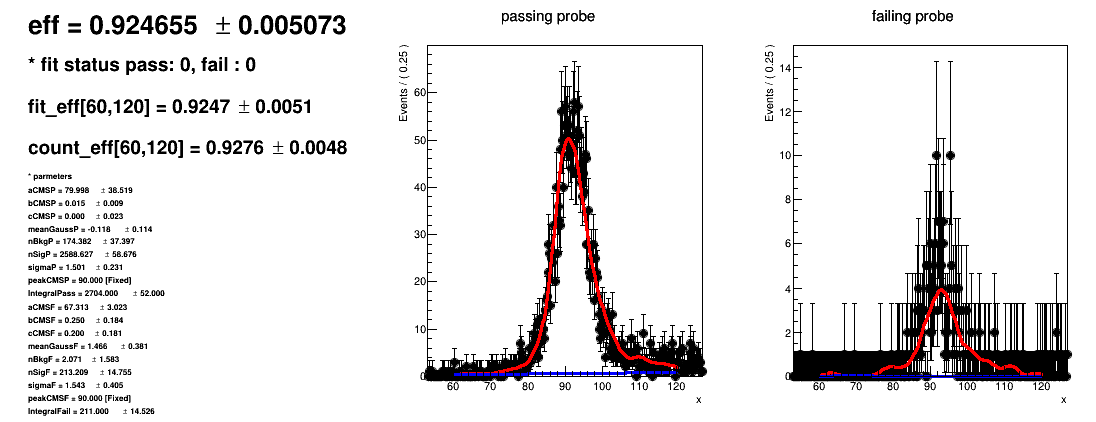 eff = 0.924655 ± 0.005073
* fit status pass: 0, fail : 0
fit_eff[60,120] = 0.9247 ± 0.0051
count_eff[60,120] = 0.9276 ± 0.0048
* parmeters
aCMSP = 79.998 ± 38.519
bCMSP = 0.015 ± 0.009
cCMSP = 0.000 ± 0.023
meanGaussP = -0.118 ± 0.114
nBkgP = 174.382 ± 37.397
nSigP = 2588.627 ± 56.676
sigmaP = 1.501 ± 0.231
peakCMSP = 90.000 [Fixed]
IntegralPass = 2704.000 ± 52.000
aCMSF = 67.313 ± 3.023
bCMSF = 0.250 ± 0.184
cCMSF = 0.200 ± 0.181
meanGaussF = 1.466 ± 0.381
nBkgF = 2.071 ± 1.583
nSigF = 213.209 ± 14.755
sigmaF = 1.543 ± 0.405
peakCMSF = 90.000 [Fixed]
IntegralFail = 211.000 ± 14.526
passing probe
Events / ( 0.25 )
60
50
40
30
20
10
0
60 70 80 90 100 110 120
x
failing probe
Events / ( 0.25 )
14
12
10
8
6
4
2
0
60 70 80 90 100 110 120
x